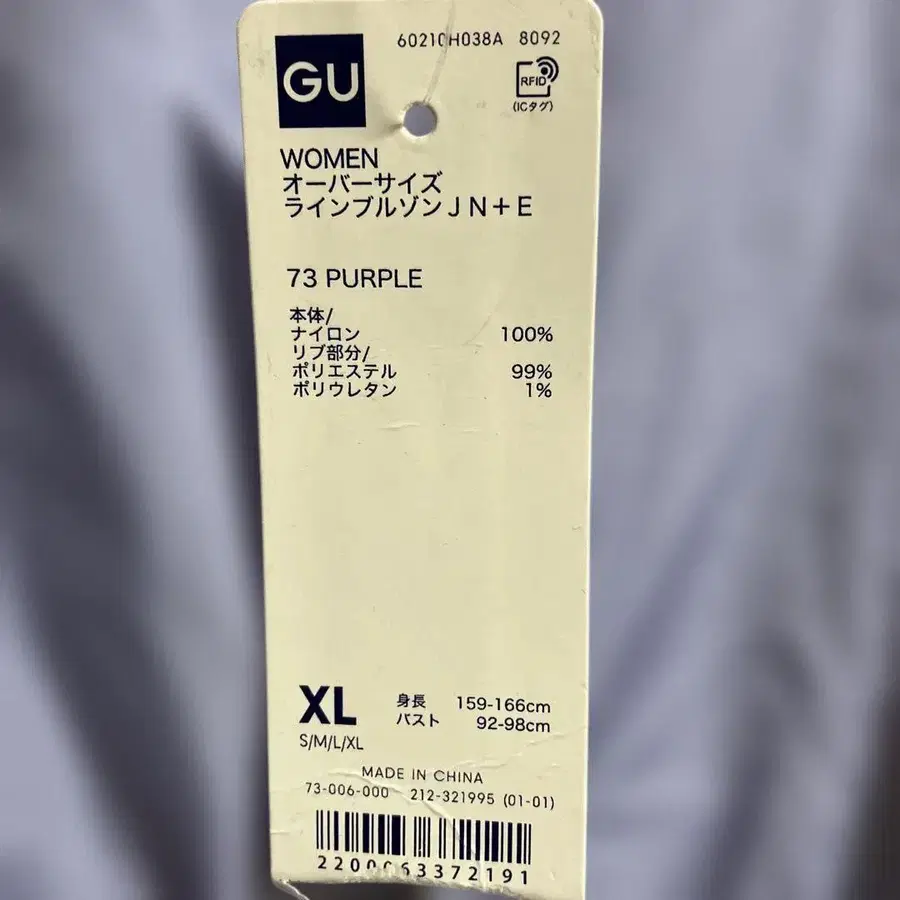 GU
60210H038A 8092
RFID
(ICタグ)
WOMEN
オーバーサイズ
ラインブルゾンJN+E
73 PURPLE
本体/
ナイロン 100%
リブ部分/
ポリエステル 99%
ポリウレタン 1%
XL
S/M/L/XL
身長 159-166cm
バスト 92-98cm
MADE IN CHINA
73-006-000 212-321995 (01-01)
2200063372191